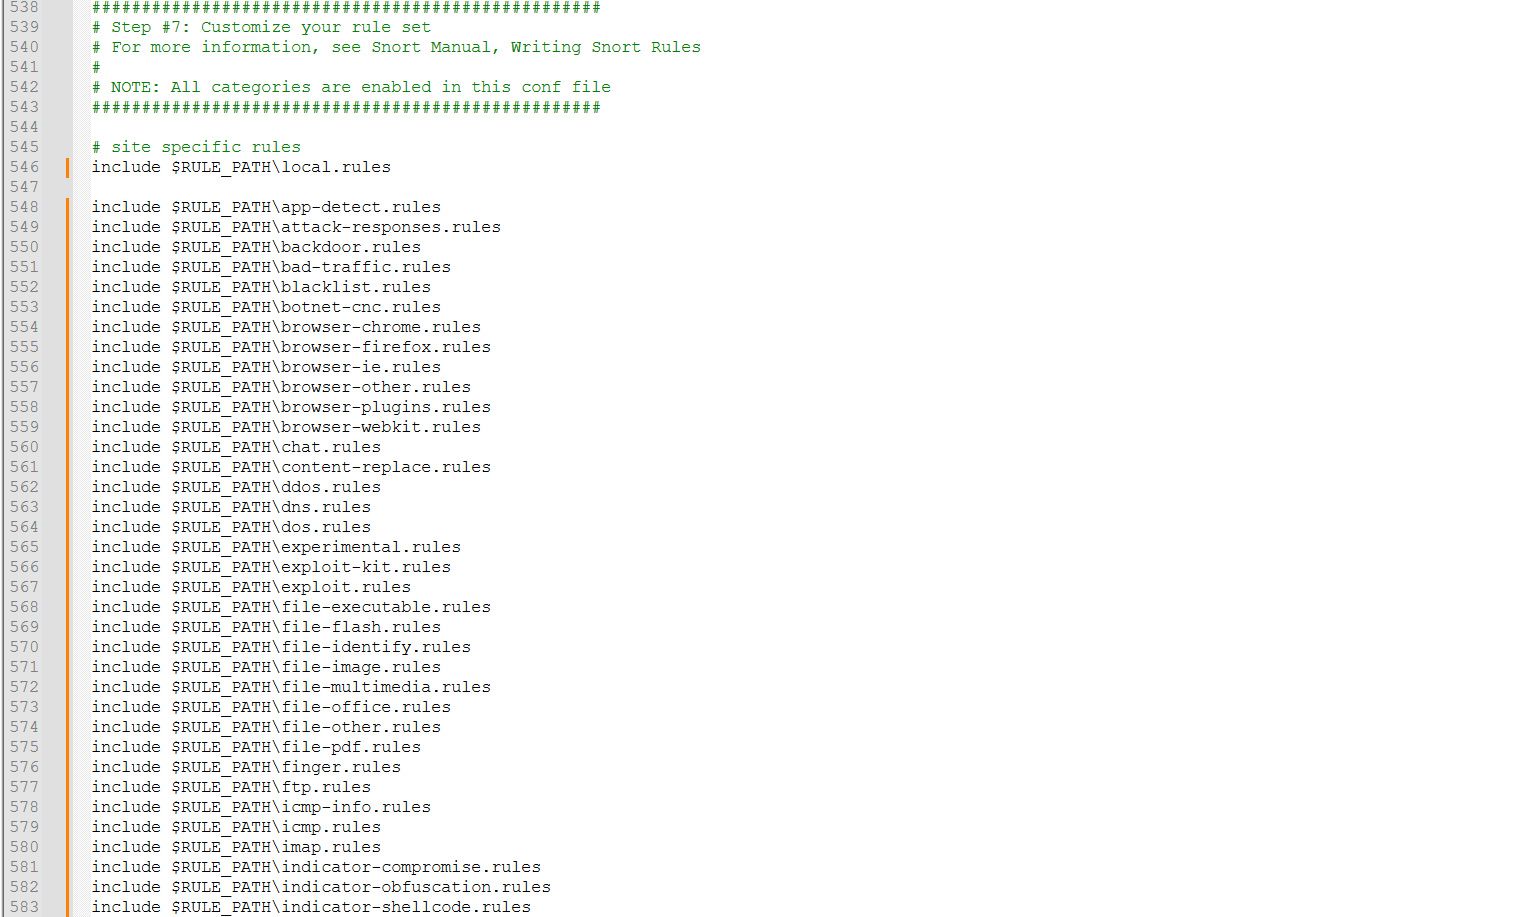 538 ###################################################
539 # Step #7: Customize your rule set
540 # For more information, see Snort Manual, Writing Snort Rules
541 #
542 # NOTE: All categories are enabled in this conf file
543 ###################################################
544
545 # site specific rules
546 include $RULE_PATH\local.rules
547
548 include $RULE_PATH\app-detect.rules
549 include $RULE_PATH\attack-responses.rules
550 include $RULE_PATH\backdoor.rules
551 include $RULE_PATH\bad-traffic.rules
552 include $RULE_PATH\blacklist.rules
553 include $RULE_PATH\botnet-cnc.rules
554 include $RULE_PATH\browser-chrome.rules
555 include $RULE_PATH\browser-firefox.rules
556 include $RULE_PATH\browser-ie.rules
557 include $RULE_PATH\browser-other.rules
558 include $RULE_PATH\browser-plugins.rules
559 include $RULE_PATH\browser-webkit.rules
560 include $RULE_PATH\chat.rules
561 include $RULE_PATH\content-replace.rules
562 include $RULE_PATH\ddos.rules
563 include $RULE_PATH\dns.rules
564 include $RULE_PATH\dos.rules
565 include $RULE_PATH\experimental.rules
566 include $RULE_PATH\exploit-kit.rules
567 include $RULE_PATH\exploit.rules
568 include $RULE_PATH\file-executable.rules
569 include $RULE_PATH\file-flash.rules
570 include $RULE_PATH\file-identify.rules
571 include $RULE_PATH\file-image.rules
572 include $RULE_PATH\file-multimedia.rules
573 include $RULE_PATH\file-office.rules
574 include $RULE_PATH\file-other.rules
575 include $RULE_PATH\file-pdf.rules
576 include $RULE_PATH\finger.rules
577 include $RULE_PATH\ftp.rules
578 include $RULE_PATH\icmp-info.rules
579 include $RULE_PATH\icmp.rules
580 include $RULE_PATH\imap.rules
581 include $RULE_PATH\indicator-compromise.rules
582 include $RULE_PATH\indicator-obfuscation.rules
583 include $RULE_PATH\indicator-shellcode.rules